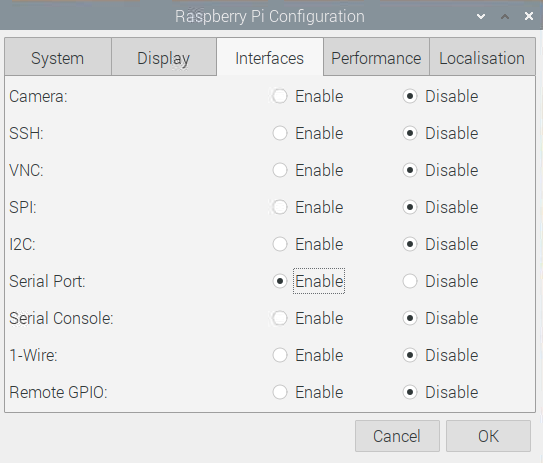 Raspberry Pi Configuration
System Display Interfaces Performance Localisation
Camera: Enable Disable
SSH: Enable Disable
VNC: Enable Disable
SPI: Enable Disable
I2C: Enable Disable
Serial Port: Enable Disable
Serial Console: Enable Disable
1-Wire: Enable Disable
Remote GPIO: Enable Disable
Cancel OK